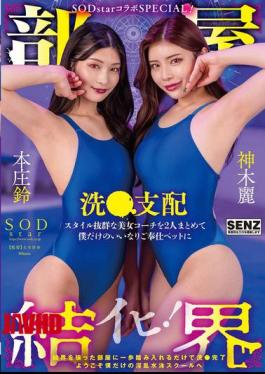 SODstarコラボSPECIAL!
部屋
本庄鈴
神木麗
洗●支配
スタイル抜群な美女コーチを2人まとめて
僕だけのいいなりご奉仕ペットに
SOD
star
SENZ
結界化!
結界を張った部屋に一歩踏み入れるだけで洗●完了
ようこそ僕だけの淫乱水泳スクールへ